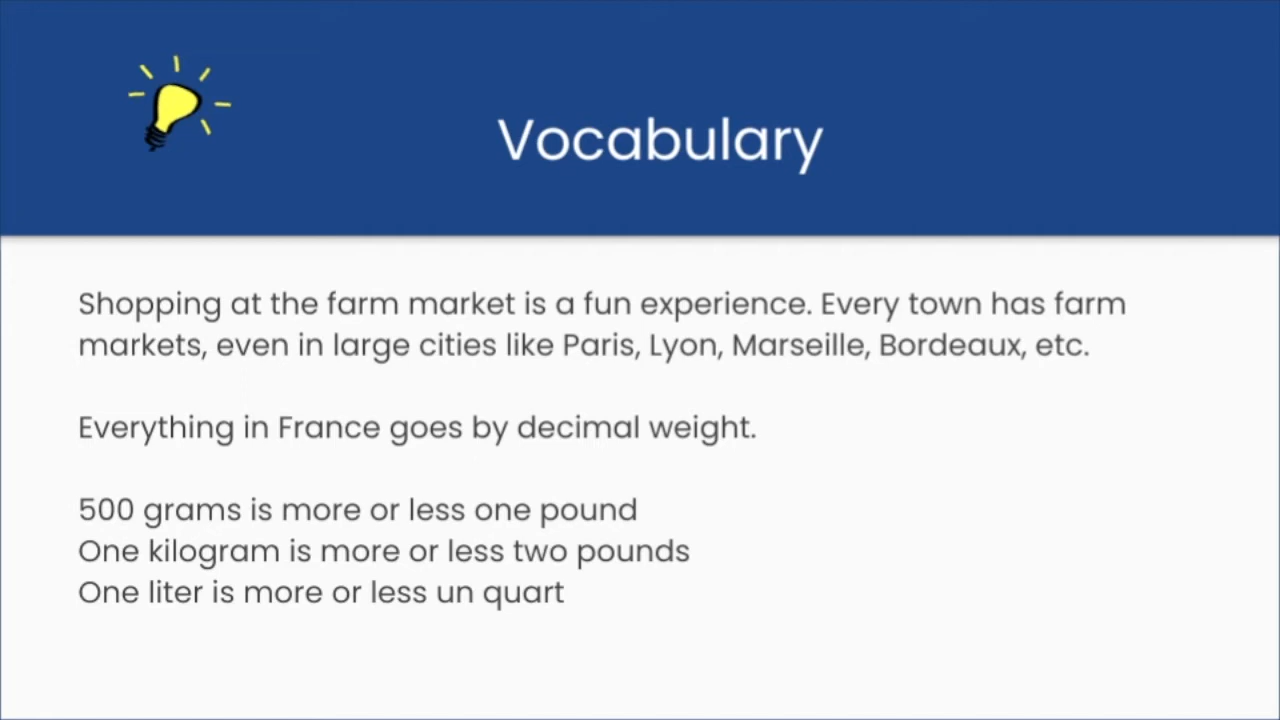 Vocabulary
Shopping at the farm market is a fun experience. Every town has farm
markets, even in large cities like Paris, Lyon, Marseille, Bordeaux, etc.
Everything in France goes by decimal weight.
500 grams is more or less one pound
One kilogram is more or less two pounds
One liter is more or less un quart